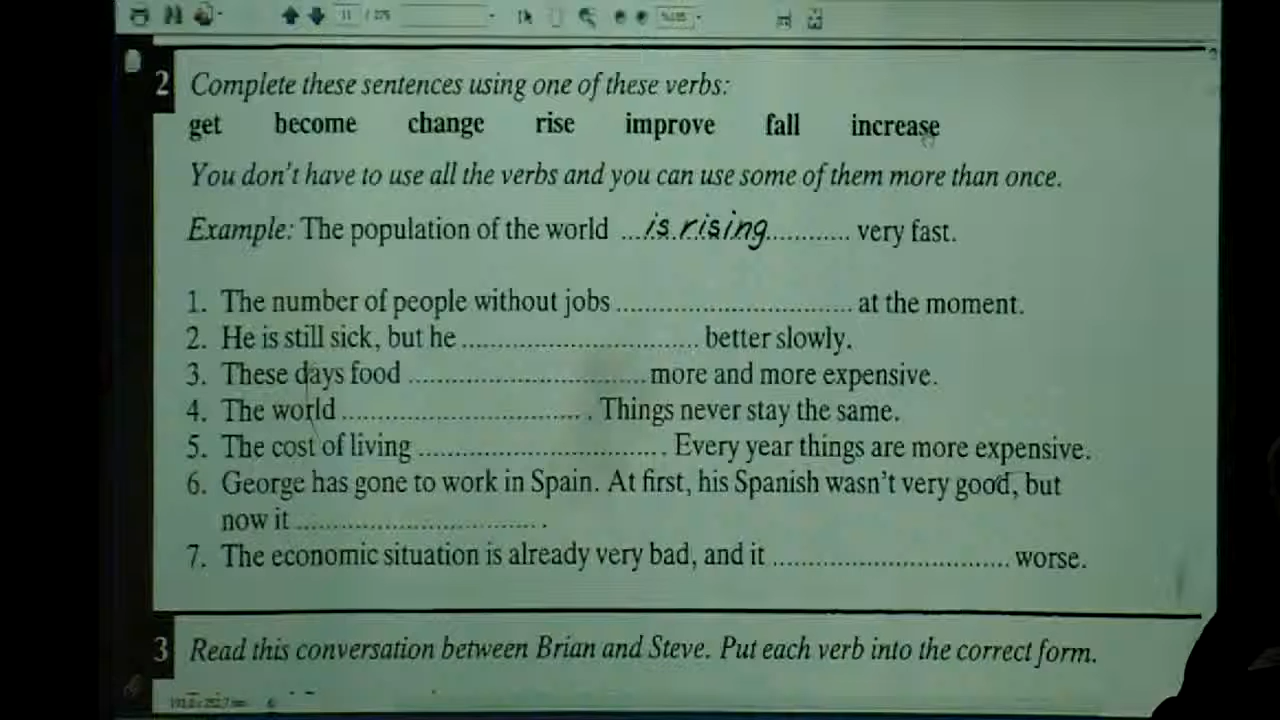 11 / 275
2 Complete these sentences using one of these verbs:
get become change rise improve fall increase
You don't have to use all the verbs and you can use some of them more than once.
Example: The population of the world ...is rising............ very fast.
1. The number of people without jobs ................................ at the moment.
2. He is still sick, but he ................................ better slowly.
3. These days food ................................ more and more expensive.
4. The world ................................ . Things never stay the same.
5. The cost of living ................................ . Every year things are more expensive.
6. George has gone to work in Spain. At first, his Spanish wasn't very good, but
now it ................................ .
7. The economic situation is already very bad, and it ................................ worse.
3 Read this conversation between Brian and Steve. Put each verb into the correct form.